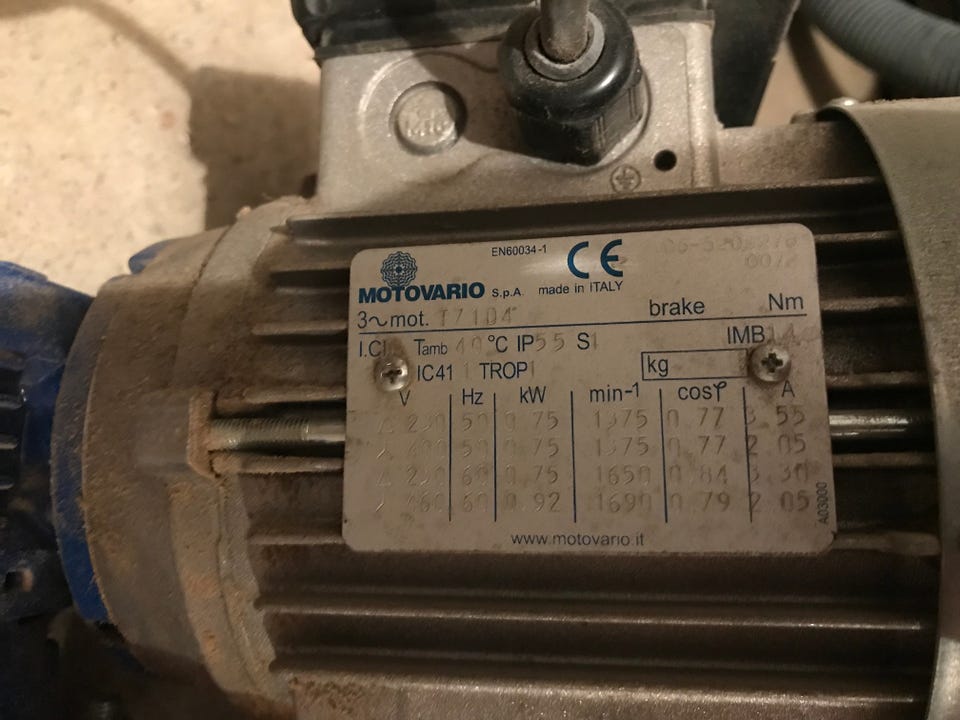 EN60034-1 CE
MOTOVARIO S.p.A. made in ITALY
3~mot. T71D4 brake Nm
I.Cl Tamb 40°C IP55 S1 IMB14
IC411 TROP kg
V Hz kW min-1 cosφ A
Δ 230 50 0.75 1375 0.77 3.55
Y 400 50 0.75 1375 0.77 2.05
Δ 60 0.75 1650 0.84 3.30
Y 460 60 0.92 1690 0.79 2.05
A03000
www.motovario.it